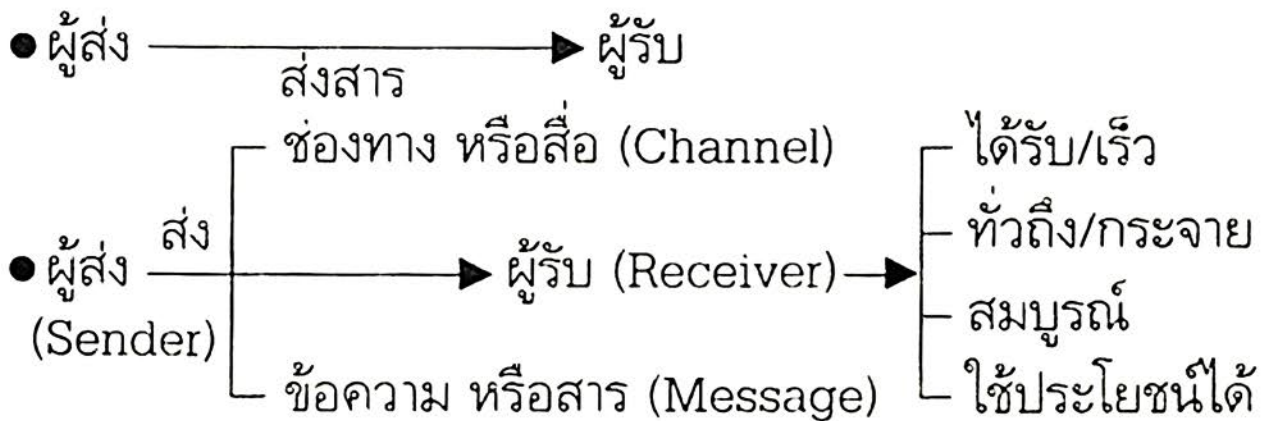 ● ผู้ส่ง ผู้รับ
ส่งสาร
ช่องทาง หรือสื่อ (Channel) ได้รับ/เร็ว
ส่ง ทั่วถึง/กระจาย
● ผู้ส่ง ผู้รับ (Receiver)
(Sender) สมบูรณ์
ข้อความ หรือสาร (Message) ใช้ประโยชน์ได้